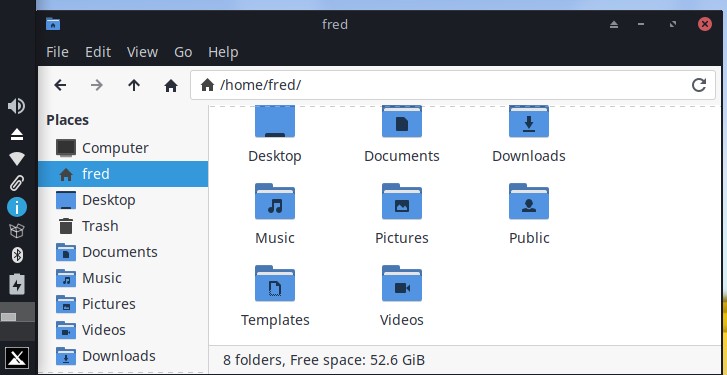 fred
File Edit View Go Help
/home/fred/
Places
Computer
fred
Desktop
Trash
Documents
Music
Pictures
Videos
Downloads
Desktop Documents Downloads
Music Pictures Public
Templates Videos
8 folders, Free space: 52.6 GiB